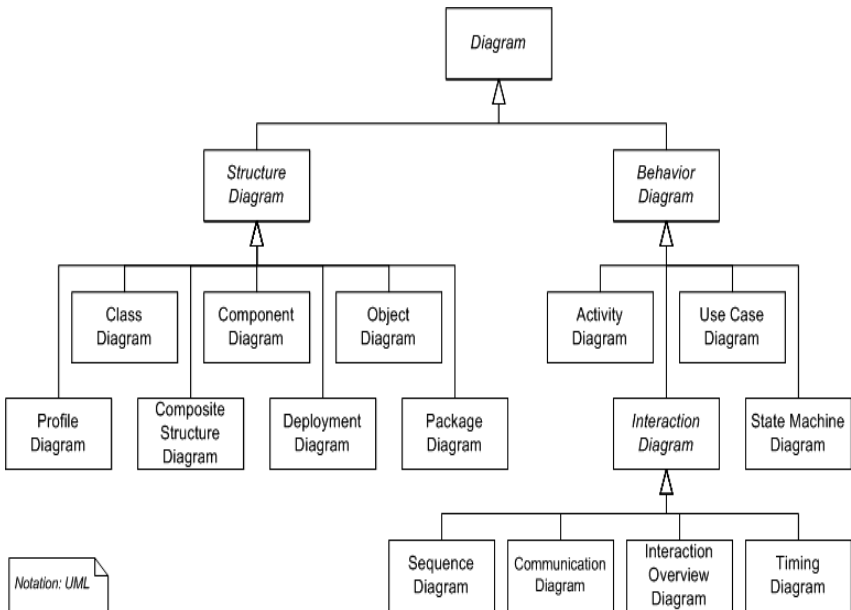 Diagram
Structure
Diagram
Behavior
Diagram
Class
Diagram
Component
Diagram
Object
Diagram
Activity
Diagram
Use Case
Diagram
Profile
Diagram
Composite
Structure
Diagram
Deployment
Diagram
Package
Diagram
Interaction
Diagram
State Machine
Diagram
Sequence
Diagram
Communication
Diagram
Interaction
Overview
Diagram
Timing
Diagram
Notation: UML